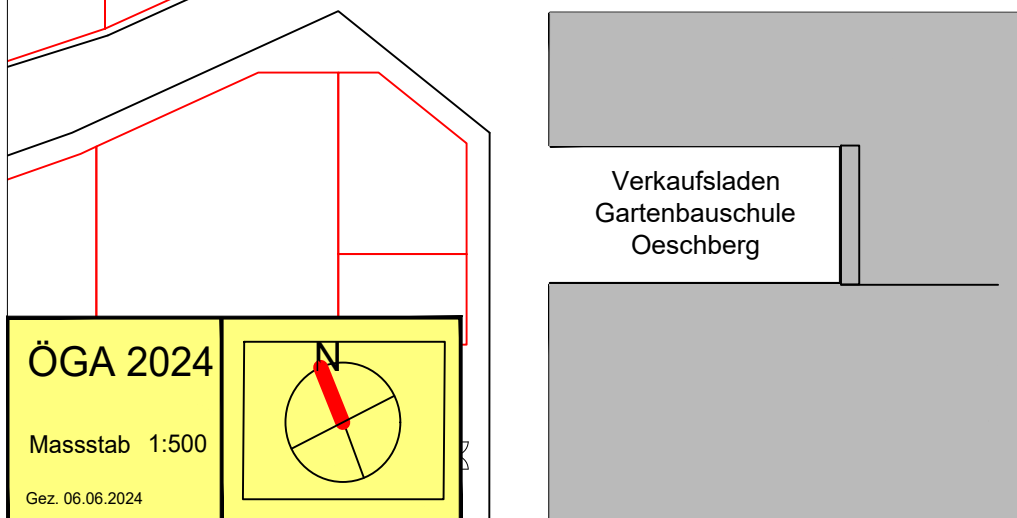 Verkaufsladen
Gartenbauschule
Oeschberg
ÖGA 2024
N
Massstab 1:500
Gez. 06.06.2024